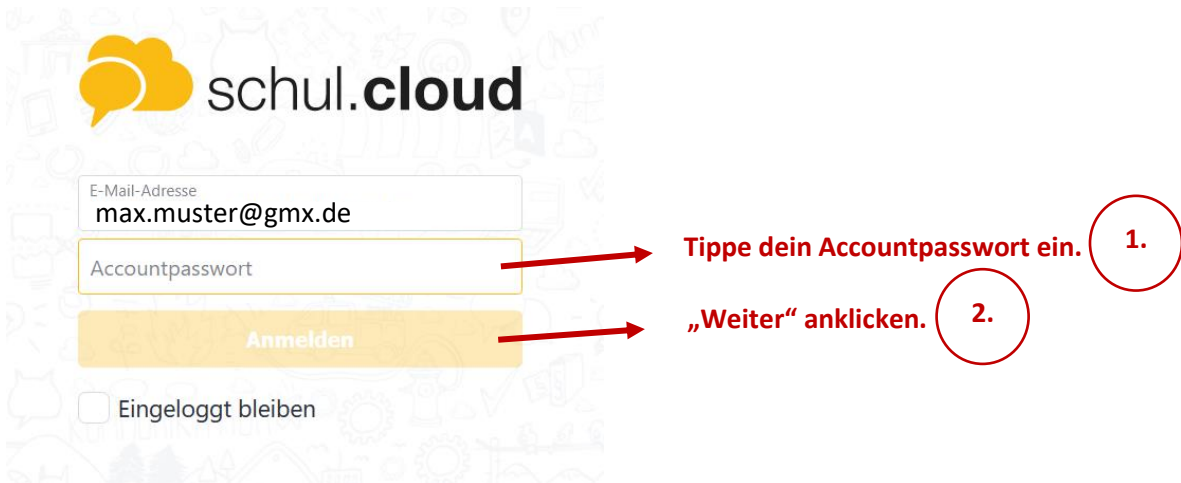 schul.cloud
E-Mail-Adresse
max.muster@gmx.de
Accountpasswort
Tippe dein Accountpasswort ein. 1.
„Weiter“ anklicken. 2.
Anmelden
Eingeloggt bleiben